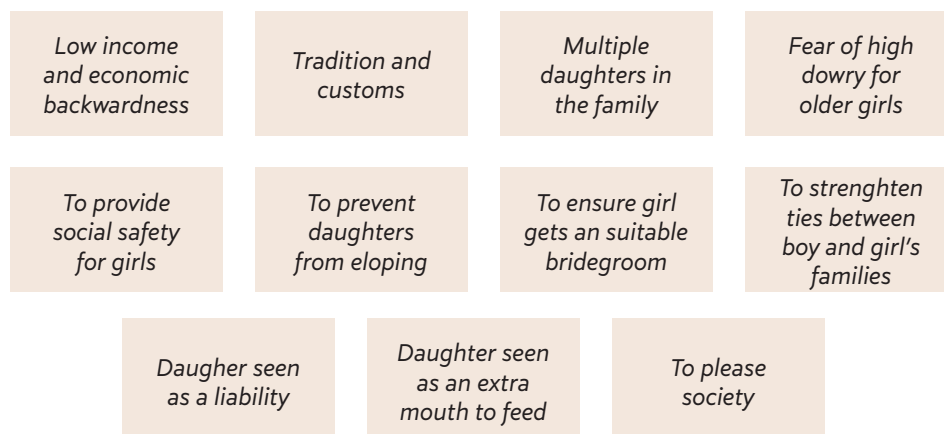 Low income
and economic
backwardness
Tradition and
customs
Multiple
daughters in
the family
Fear of high
dowry for
older girls
To provide
social safety
for girls
To prevent
daughters
from eloping
To ensure girl
gets an suitable
bridegroom
To strenghten
ties between
boy and girl's
families
Daugher seen
as a liability
Daughter seen
as an extra
mouth to feed
To please
society